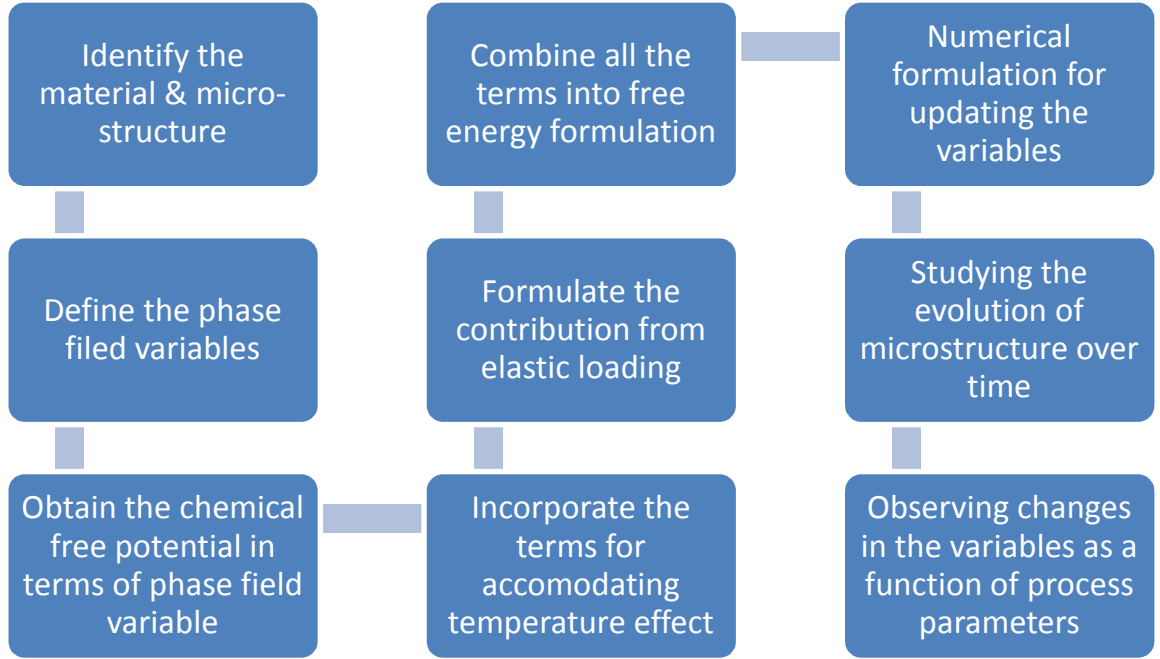 Identify the
material & micro-
structure
Define the phase
filed variables
Obtain the chemical
free potential in
terms of phase field
variable
Incorporate the
terms for
accomodating
temperature effect
Formulate the
contribution from
elastic loading
Combine all the
terms into free
energy formulation
Numerical
formulation for
updating the
variables
Studying the
evolution of
microstructure over
time
Observing changes
in the variables as a
function of process
parameters